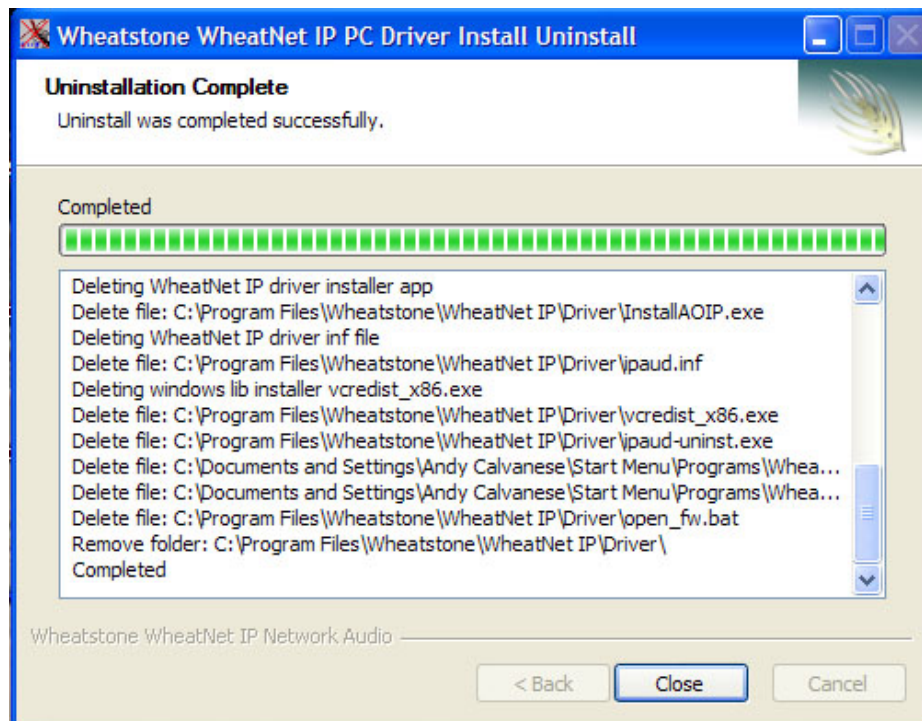 Wheatstone WheatNet IP PC Driver Install Uninstall
Uninstallation Complete
Uninstall was completed successfully.
Completed
Deleting WheatNet IP driver installer app
Delete file: C:\Program Files\Wheatstone\WheatNet IP\Driver\InstallAOIP.exe
Deleting WheatNet IP driver inf file
Delete file: C:\Program Files\Wheatstone\WheatNet IP\Driver\ipaud.inf
Deleting windows lib installer vcredist_x86.exe
Delete file: C:\Program Files\Wheatstone\WheatNet IP\Driver\vcredist_x86.exe
Delete file: C:\Program Files\Wheatstone\WheatNet IP\Driver\ipaud-uninst.exe
Delete file: C:\Documents and Settings\Andy Calvanese\Start Menu\Programs\Whea...
Delete file: C:\Documents and Settings\Andy Calvanese\Start Menu\Programs\Whea...
Delete file: C:\Program Files\Wheatstone\WheatNet IP\Driver\open_fw.bat
Remove folder: C:\Program Files\Wheatstone\WheatNet IP\Driver\
Completed
Wheatstone WheatNet IP Network Audio
< Back Close Cancel